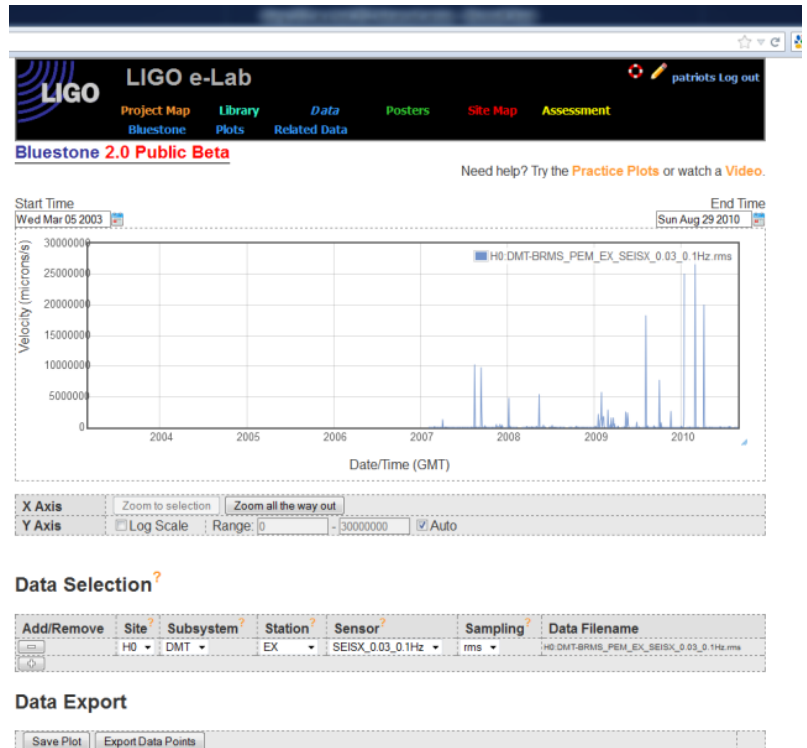 LIGO
LIGO e-Lab
patriots Log out
Project Map Library Data Posters Site Map Assessment
Bluestone Plots Related Data
Bluestone 2.0 Public Beta
Need help? Try the Practice Plots or watch a Video.
Start Time End Time
Wed Mar 05 2003 Sun Aug 29 2010
Velocity (microns/s)
30000000
25000000
20000000
15000000
10000000
5000000
0
H0:DMT-BRMS_PEM_EX_SEISX_0.03_0.1Hz.rms
2004 2005 2006 2007 2008 2009 2010
Date/Time (GMT)
X Axis Zoom to selection Zoom all the way out
Y Axis Log Scale Range: 0 - 30000000 Auto
Data Selection?
Add/Remove Site? Subsystem? Station? Sensor? Sampling? Data Filename
H0 DMT EX SEISX_0.03_0.1Hz rms H0:DMT-BRMS_PEM_EX_SEISX_0.03_0.1Hz.rms
Data Export
Save Plot Export Data Points